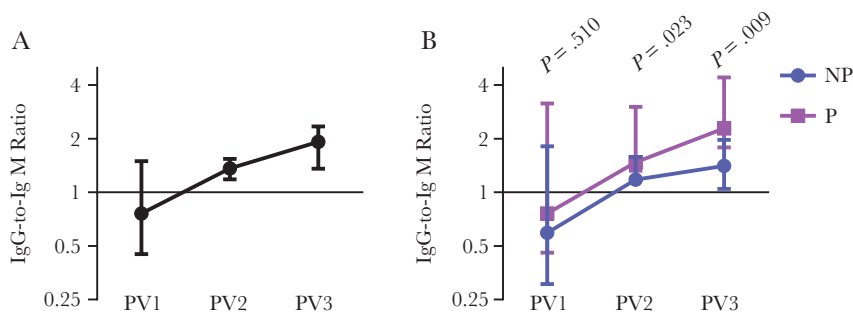 A
IgG-to-Ig M Ratio
4
2
1
0.5
0.25
PV1 PV2 PV3
B
P = .510 P = .023 P = .009
IgG-to-Ig M Ratio
4
2
1
0.5
0.25
PV1 PV2 PV3
NP
P